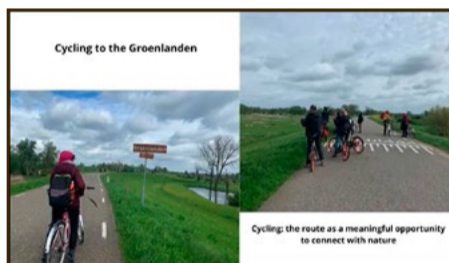 Cycling to the Groenlanden
Cycling: the route as a meaningful opportunity
to connect with nature